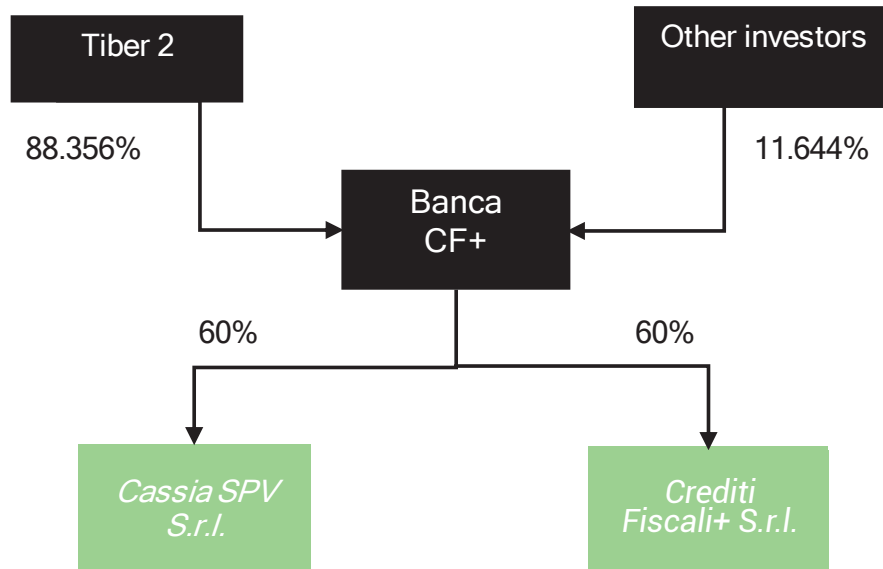 Tiber 2
Other investors
88.356%
11.644%
Banca
CF+
60%
60%
Cassia SPV
S.r.l.
Crediti
Fiscali+ S.r.l.